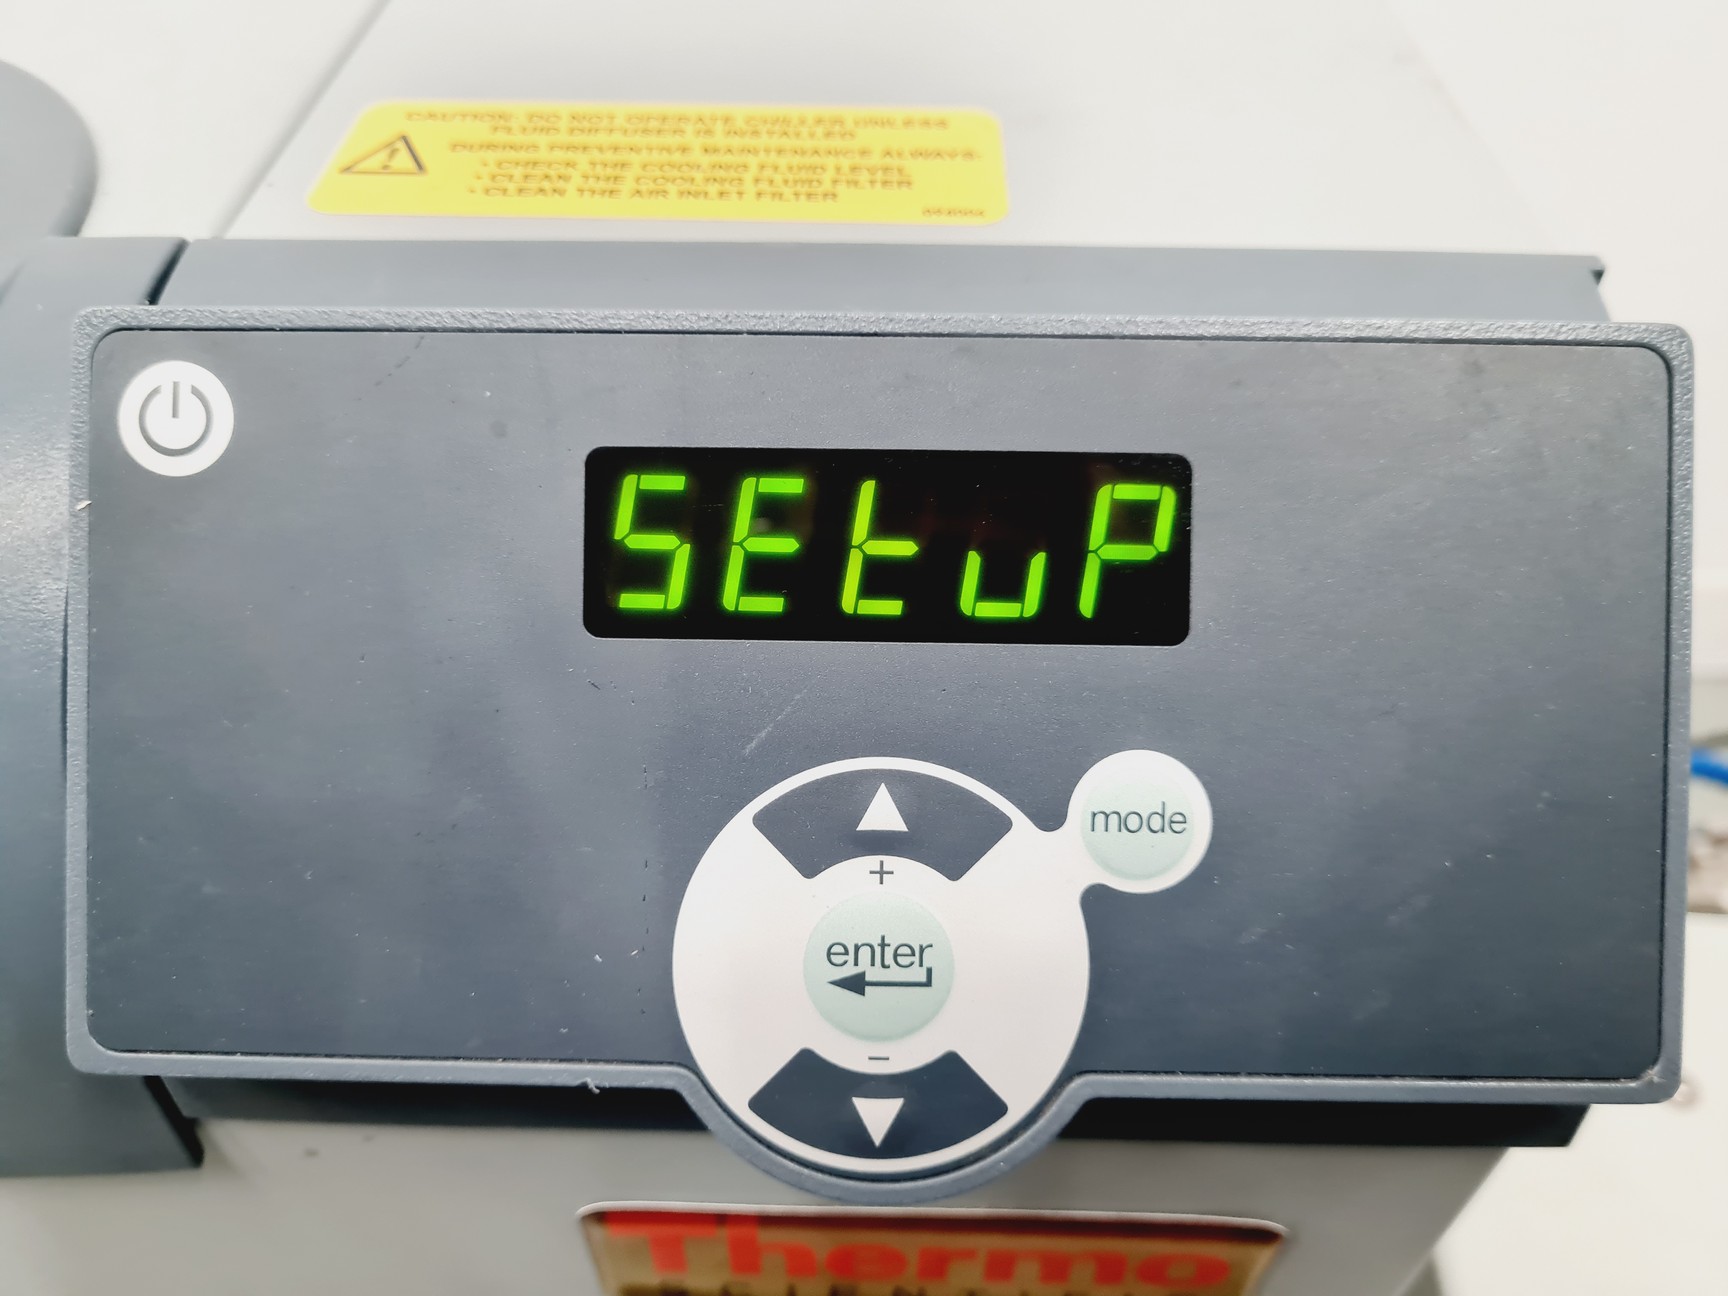 CAUTION: DO NOT OPERATE CHILLER UNLESS
FLUID DIFFUSER IS INSTALLED
DURING PREVENTIVE MAINTENANCE ALWAYS:
• CHECK THE COOLING FLUID LEVEL
• CLEAN THE COOLING FLUID FILTER
• CLEAN THE AIR INLET FILTER
SEtuP
mode
+
enter
-
Thermo
SCIENTIFIC